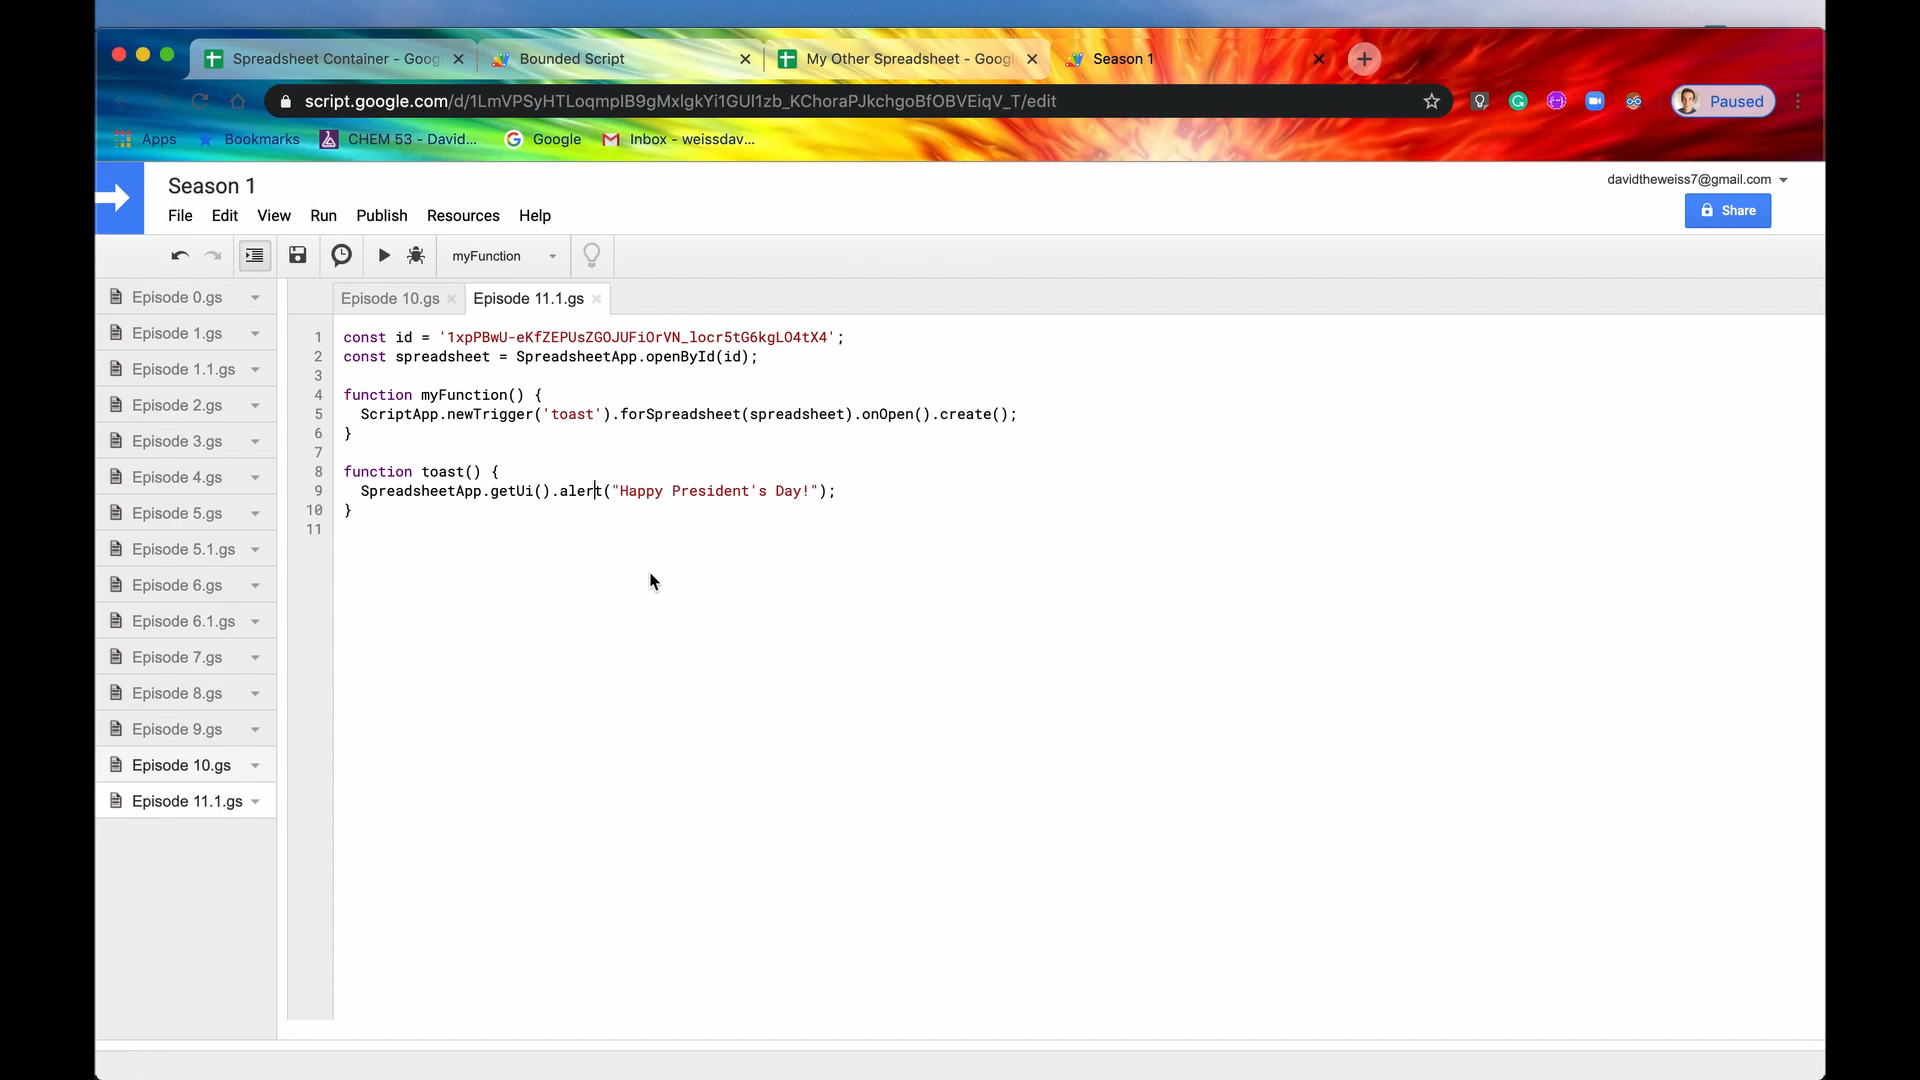 Spreadsheet Container - Goog
Bounded Script
My Other Spreadsheet - Googl
Season 1
script.google.com/d/1LmVPSyHTLoqmpIB9gMxlgkYi1GUI1zb_KChoraPJkchgoBfOBVEiqV_T/edit
Paused
Apps
Bookmarks
CHEM 53 - David...
Google
Inbox - weissdav...
Season 1
davidtheweiss7@gmail.com
File Edit View Run Publish Resources Help
Share
myFunction
Episode 0.gs
Episode 1.gs
Episode 1.1.gs
Episode 2.gs
Episode 3.gs
Episode 4.gs
Episode 5.gs
Episode 5.1.gs
Episode 6.gs
Episode 6.1.gs
Episode 7.gs
Episode 8.gs
Episode 9.gs
Episode 10.gs
Episode 11.1.gs
Episode 10.gs
Episode 11.1.gs
1 const id = '1xpPBwU-eKfZEPUsZGOJUFiOrVN_locr5tG6kgLO4tX4';
2 const spreadsheet = SpreadsheetApp.openById(id);
3
4 function myFunction() {
5 ScriptApp.newTrigger('toast').forSpreadsheet(spreadsheet).onOpen().create();
6 }
7
8 function toast() {
9 SpreadsheetApp.getUi().alert("Happy President's Day!");
10 }
11